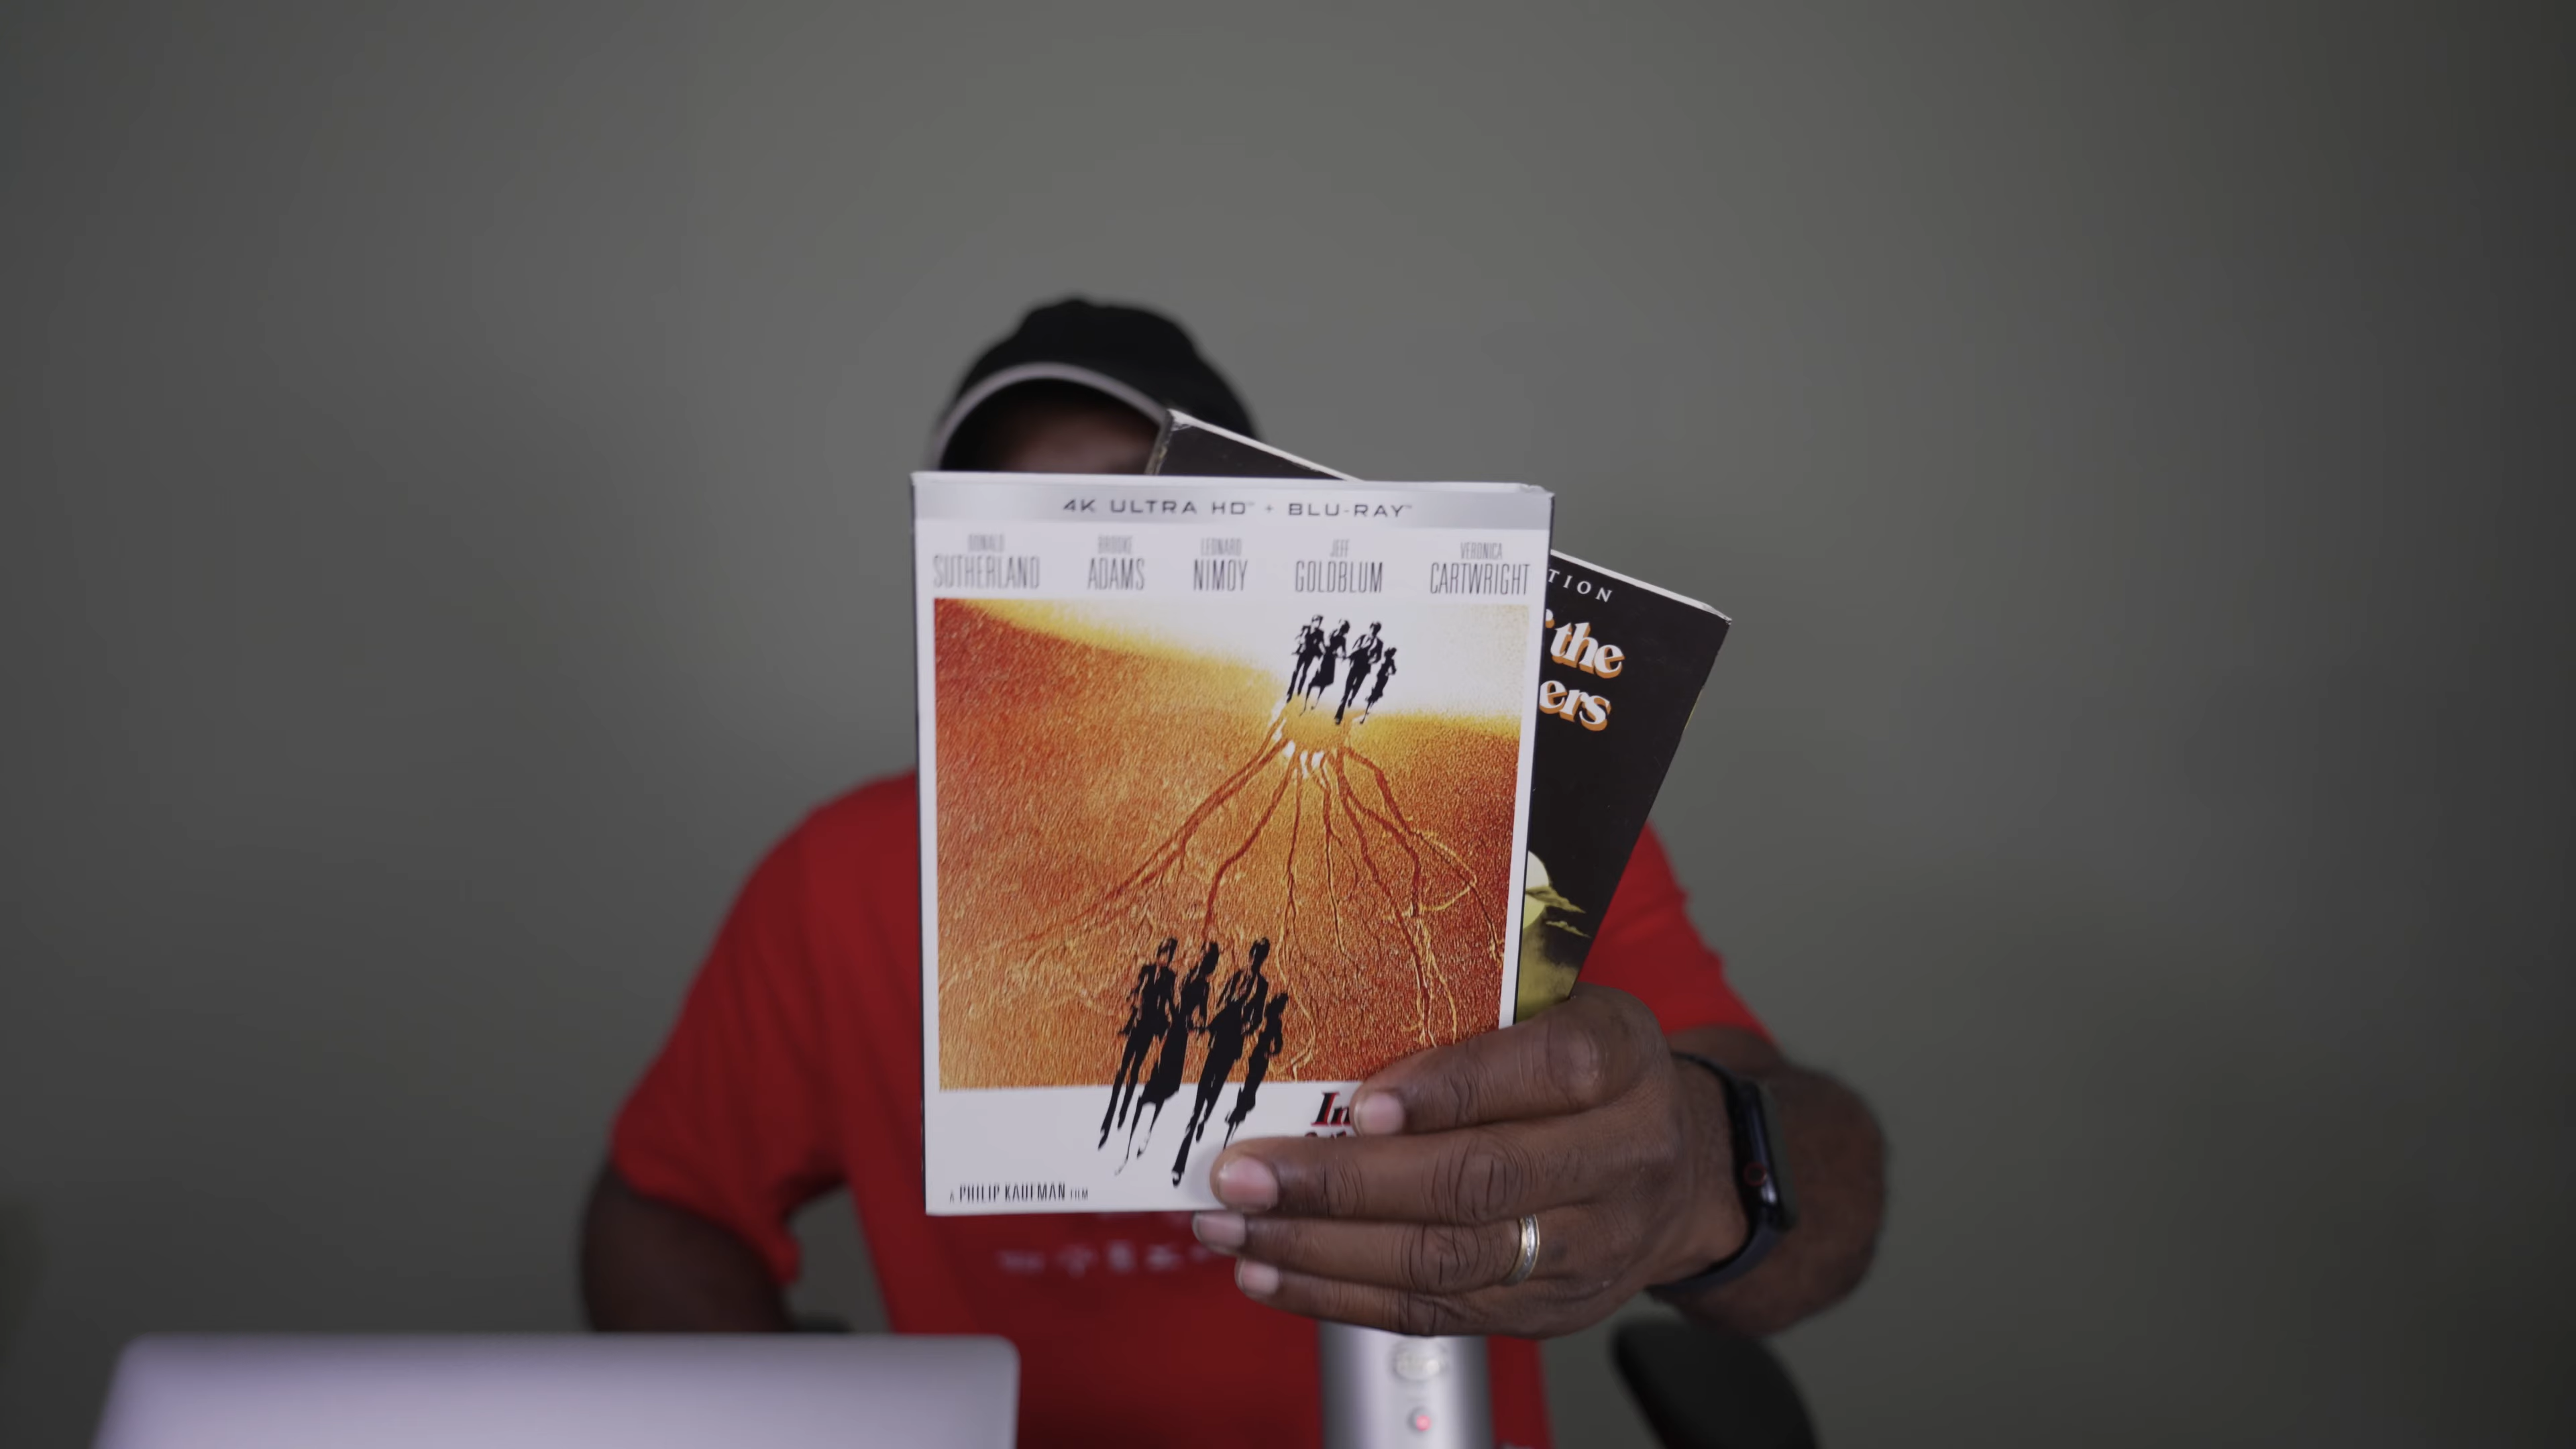 4K ULTRA HD™ + BLU-RAY™
DONALD SUTHERLAND
BROOKE ADAMS
LEONARD NIMOY
JEFF GOLDBLUM
VERONICA CARTWRIGHT
TION
the
ers
In
A PHILIP KAUFMAN FILM